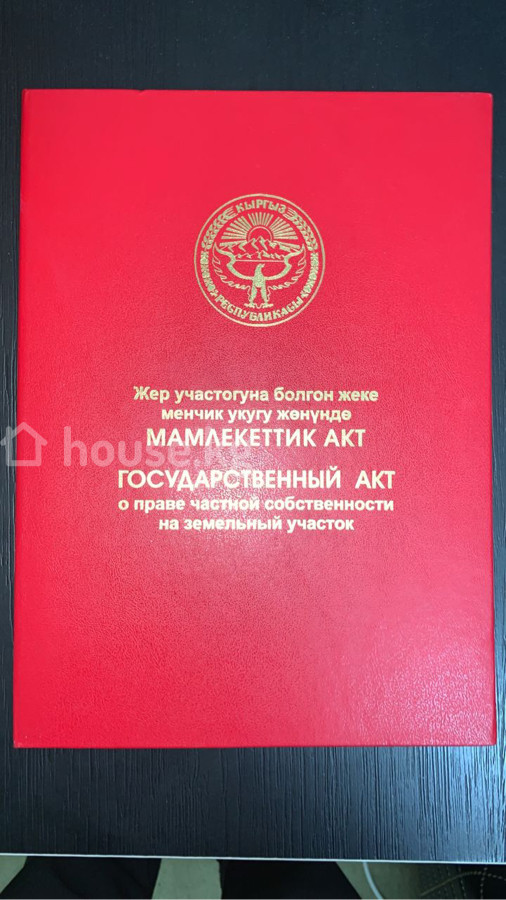 КЫРГЫЗ
РЕСПУБЛИКАСЫ
Жер участогуна болгон жеке
менчик укугу жөнүндө
МАМЛЕКЕТТИК АКТ
house.kg
ГОСУДАРСТВЕННЫЙ АКТ
о праве частной собственности
на земельный участок